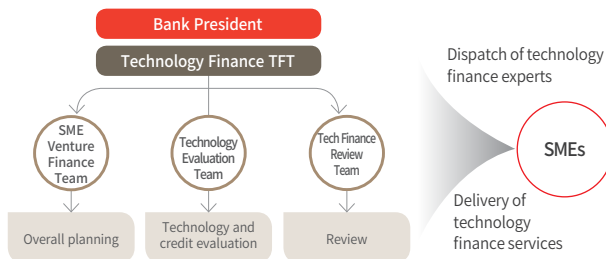 Bank President
Technology Finance TFT
SME
Venture
Finance
Team
Technology
Evaluation
Team
Tech Finance
Review
Team
Overall planning
Technology and
credit evaluation
Review
Dispatch of technology
finance experts
SMEs
Delivery of
technology
finance services